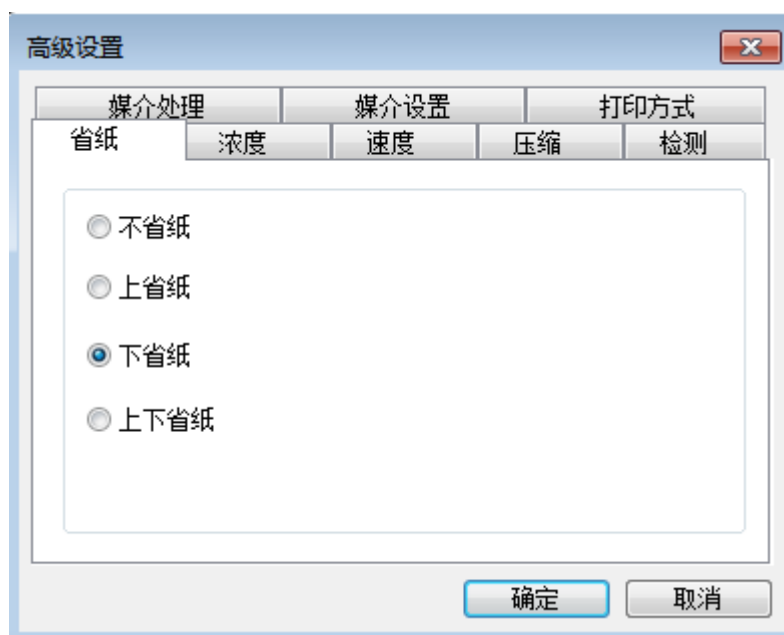 高级设置
媒介处理 媒介设置 打印方式
省纸 浓度 速度 压缩 检测
不省纸
上省纸
下省纸
上下省纸
确定 取消